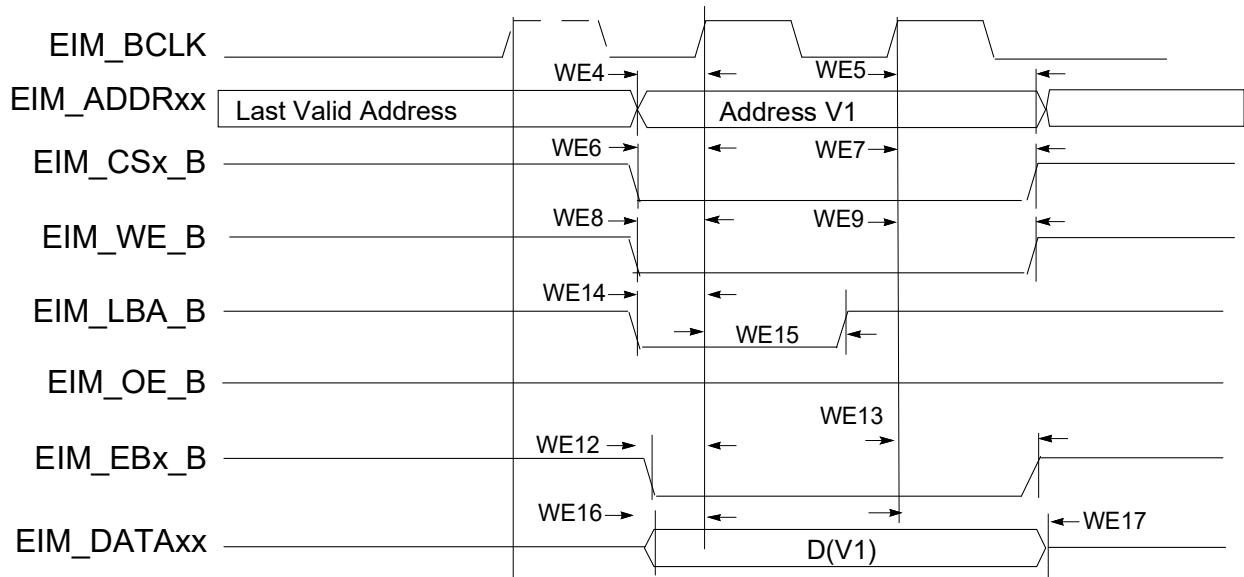 EIM_BCLK
WE4 WE5
EIM_ADDRxx Last Valid Address Address V1
WE6 WE7
EIM_CSx_B
WE8 WE9
EIM_WE_B
WE14
EIM_LBA_B
WE15
EIM_OE_B
WE13
WE12
EIM_EBx_B
WE16 WE17
EIM_DATAxx D(V1)